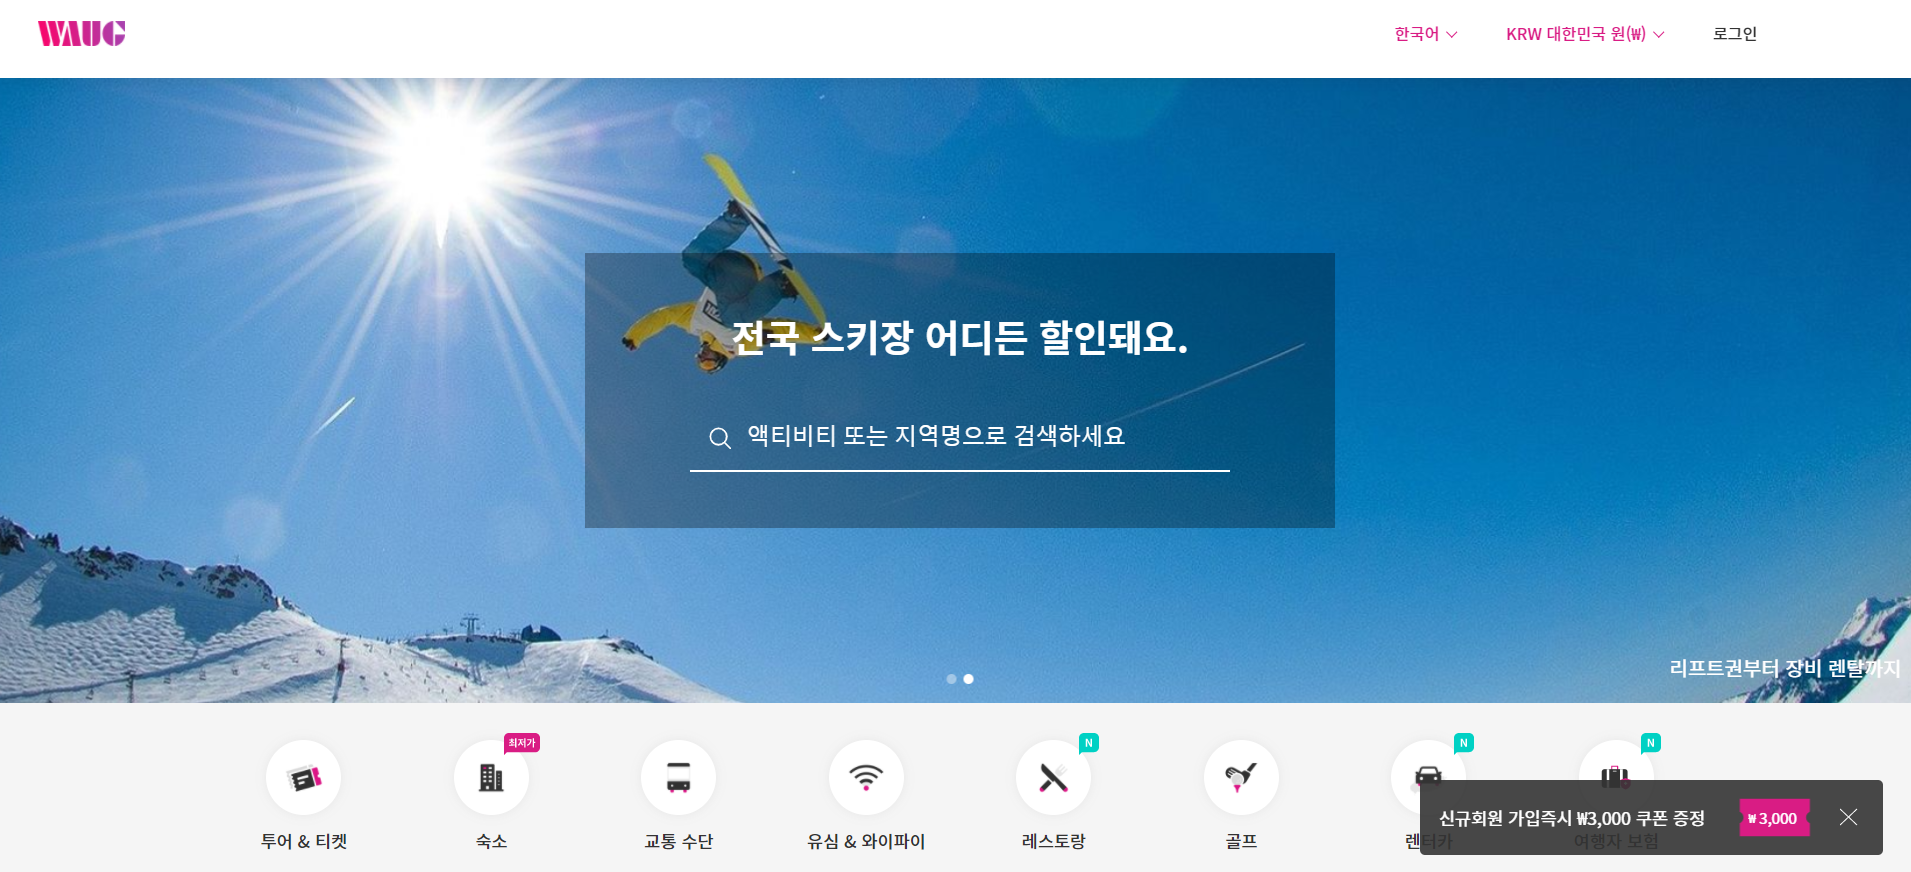 WAUG
한국어
KRW 대한민국 원(₩)
로그인
전국 스키장 어디든 할인돼요.
액티비티 또는 지역명으로 검색하세요
리프트권부터 장비 렌탈까지
최저가
N
N
N
투어 & 티켓
숙소
교통 수단
유심 & 와이파이
레스토랑
골프
렌터카
여행자 보험
신규회원 가입즉시 ₩3,000 쿠폰 증정
₩ 3,000